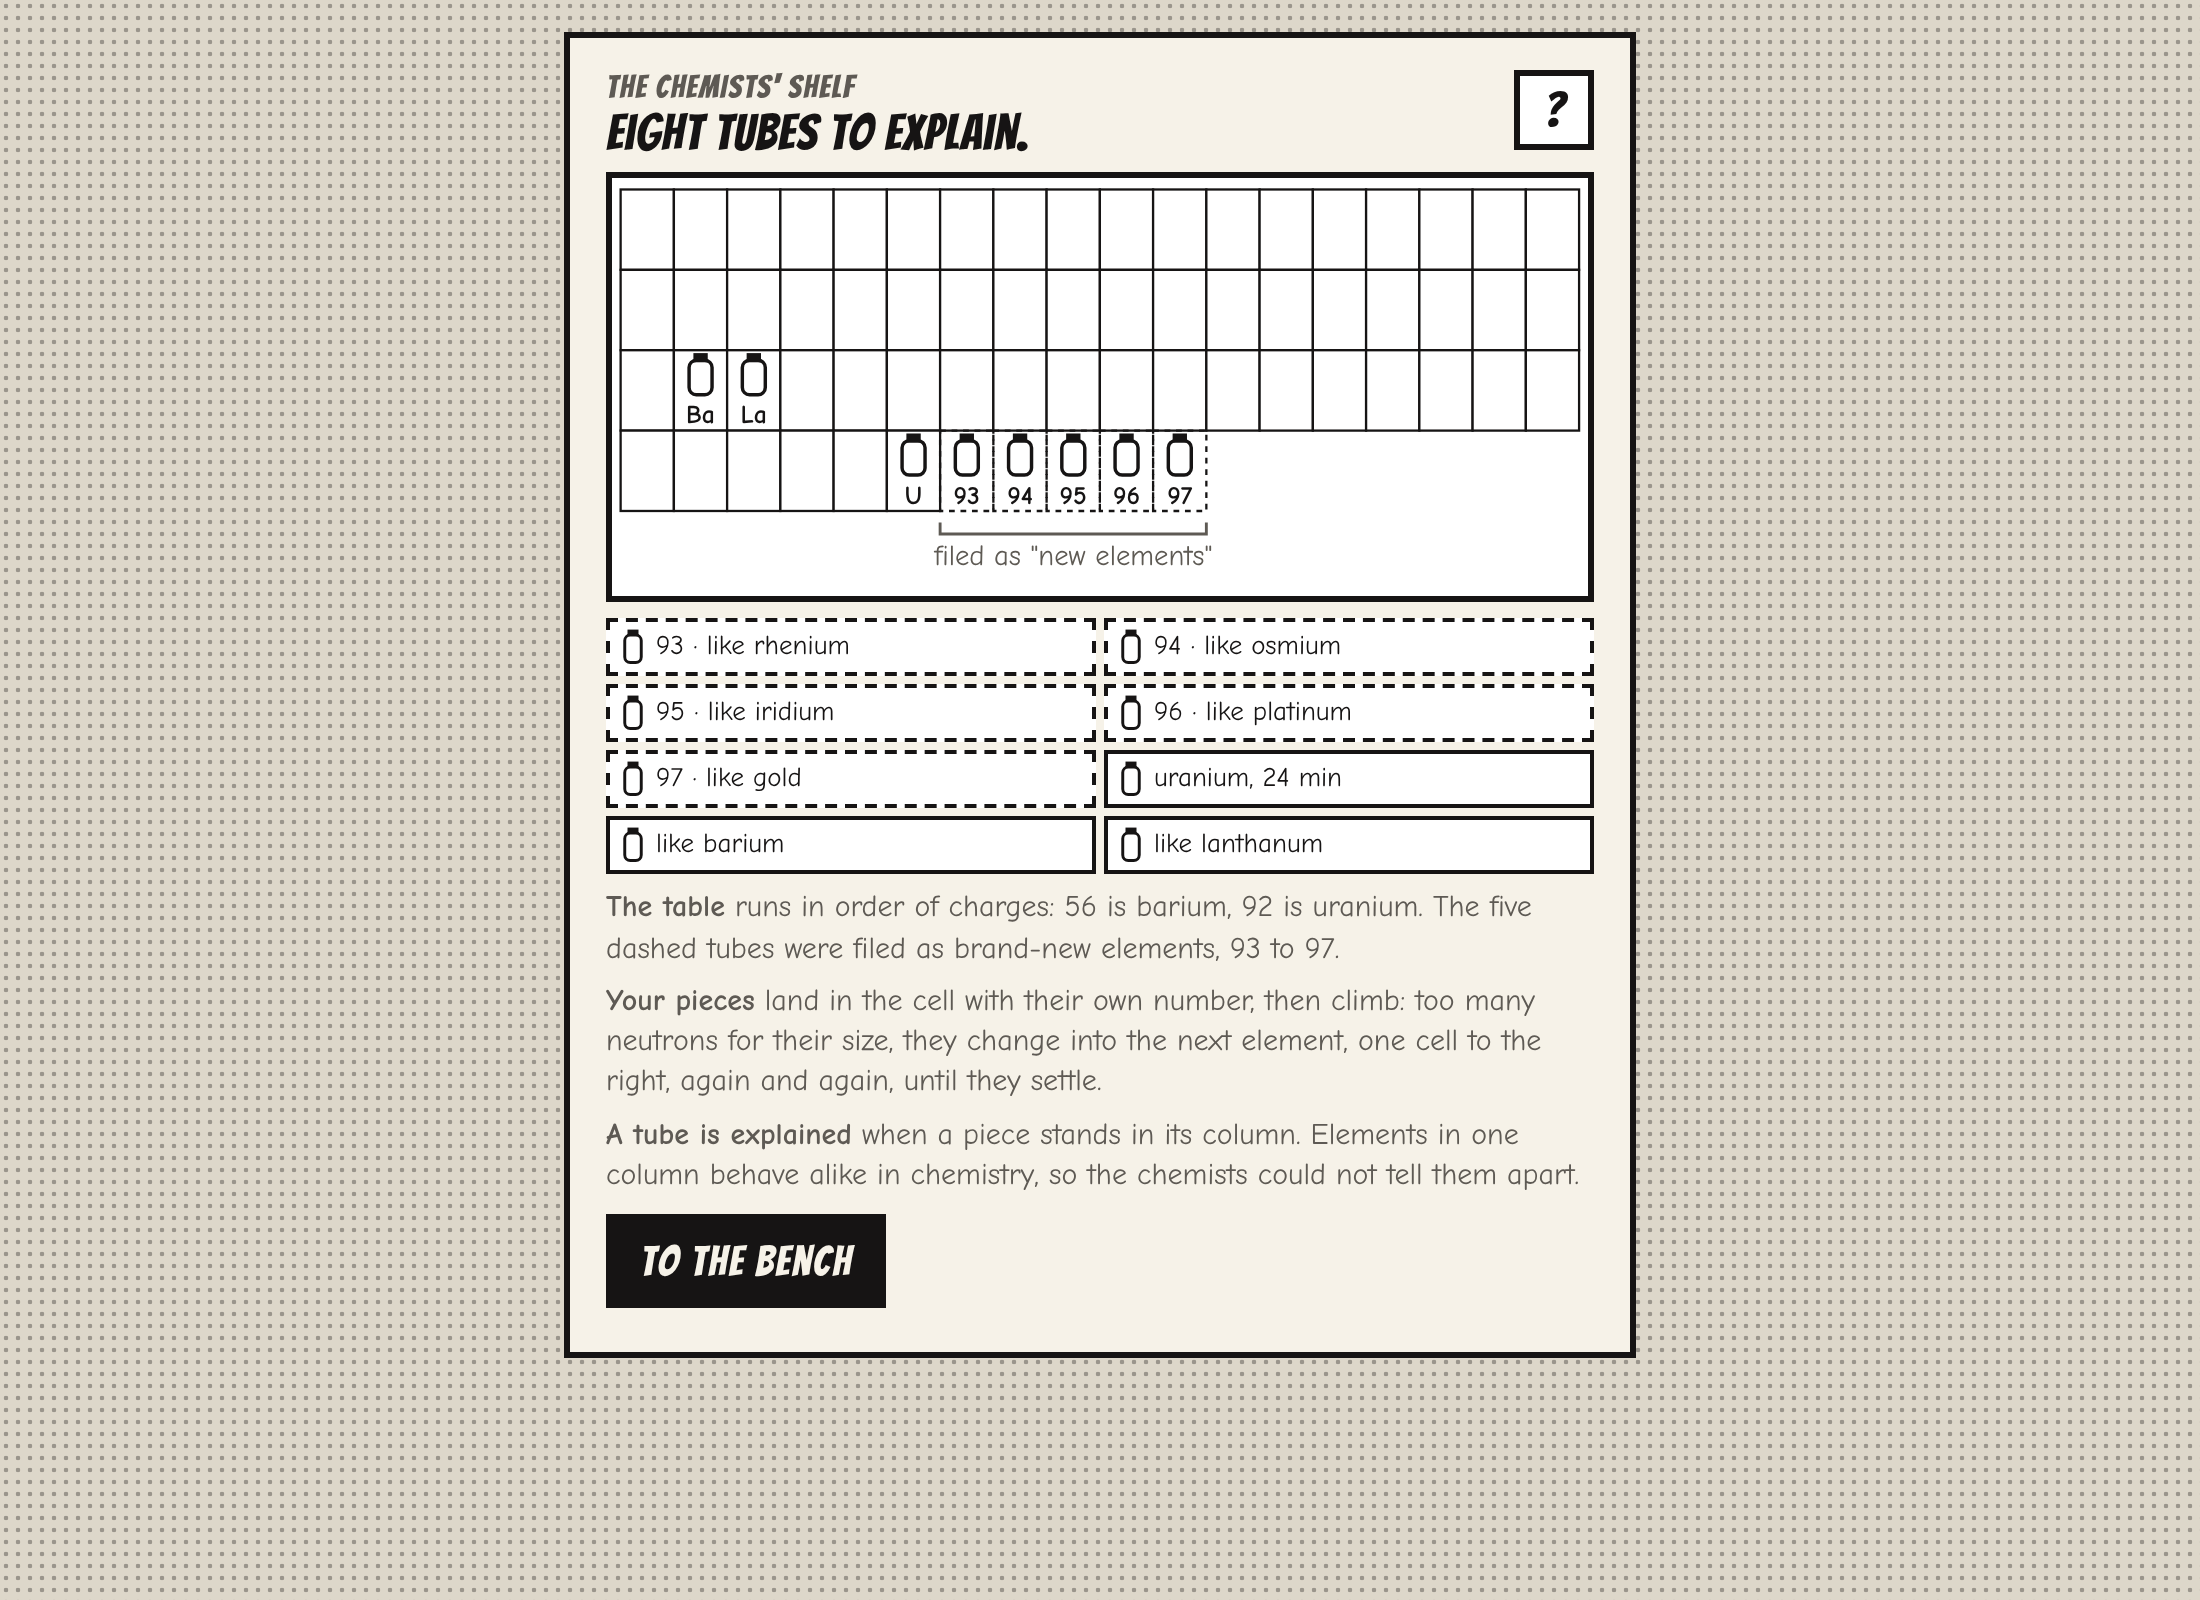 THE CHEMISTS' SHELF
EIGHT TUBES TO EXPLAIN.
?
Ba La
U 93 94 95 96 97
filed as "new elements"
93 · like rhenium
94 · like osmium
95 · like iridium
96 · like platinum
97 · like gold
uranium, 24 min
like barium
like lanthanum
The table runs in order of charges: 56 is barium, 92 is uranium. The five
dashed tubes were filed as brand-new elements, 93 to 97.
Your pieces land in the cell with their own number, then climb: too many
neutrons for their size, they change into the next element, one cell to the
right, again and again, until they settle.
A tube is explained when a piece stands in its column. Elements in one
column behave alike in chemistry, so the chemists could not tell them apart.
TO THE BENCH